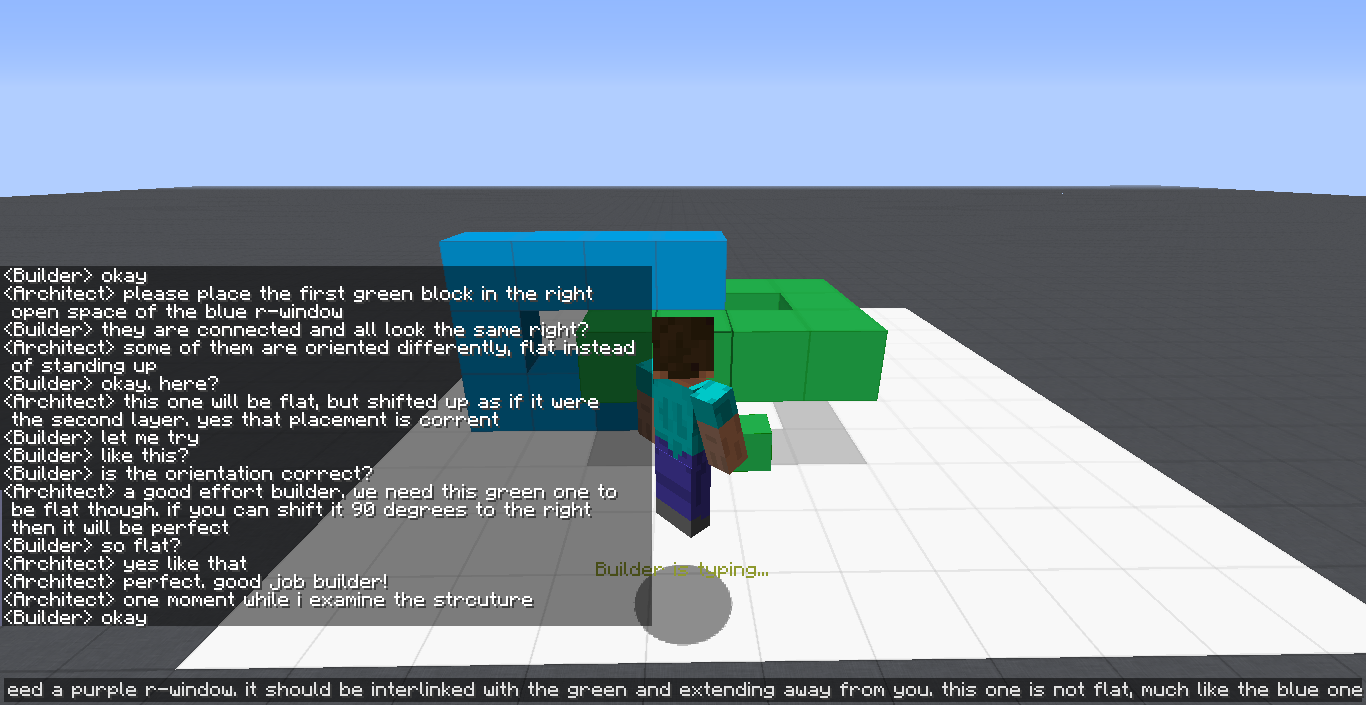 <Builder> okay
<Architect> please place the first green block in the right
open space of the blue r-window
<Builder> they are connected and all look the same right?
<Architect> some of them are oriented differently, flat instead
of standing up
<Builder> okay. here?
<Architect> this one will be flat, but shifted up as if it were
the second layer. yes that placement is corrent
<Builder> let me try
<Builder> like this?
<Builder> is the orientation correct?
<Architect> a good effort builder. we need this green one to
be flat though. if you can shift it 90 degrees to the right
then it will be perfect
<Builder> so flat?
<Architect> yes like that
<Architect> perfect. good job builder!
<Architect> one moment while i examine the strcuture
<Builder> okay
Builder is typing...
eed a purple r-window. it should be interlinked with the green and extending away from you. this one is not flat, much like the blue one